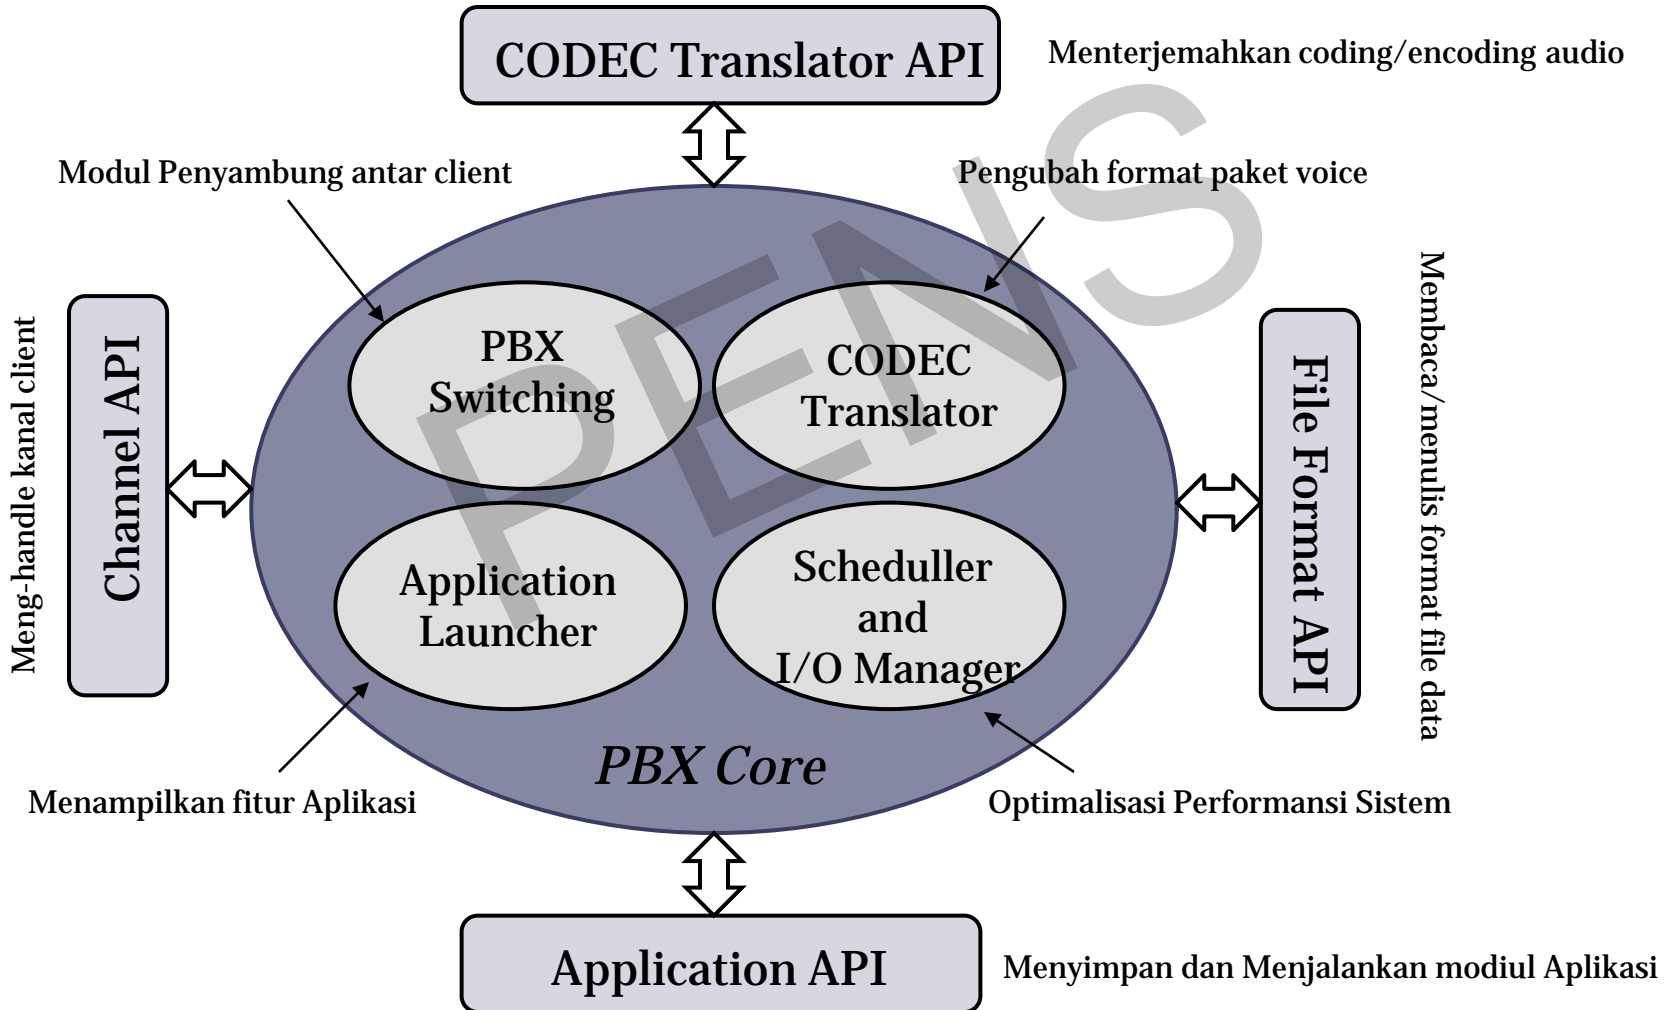 CODEC Translator API
Menterjemahkan coding/encoding audio
Modul Penyambung antar client
Pengubah format paket voice
PENS
Meng-handle kanal client
Channel API
PBX
Switching
CODEC
Translator
File Format API
Membaca/menulis format file data
Application
Launcher
Scheduller
and
I/O Manager
PBX Core
Menampilkan fitur Aplikasi
Optimalisasi Performansi Sistem
Application API
Menyimpan dan Menjalankan modiul Aplikasi